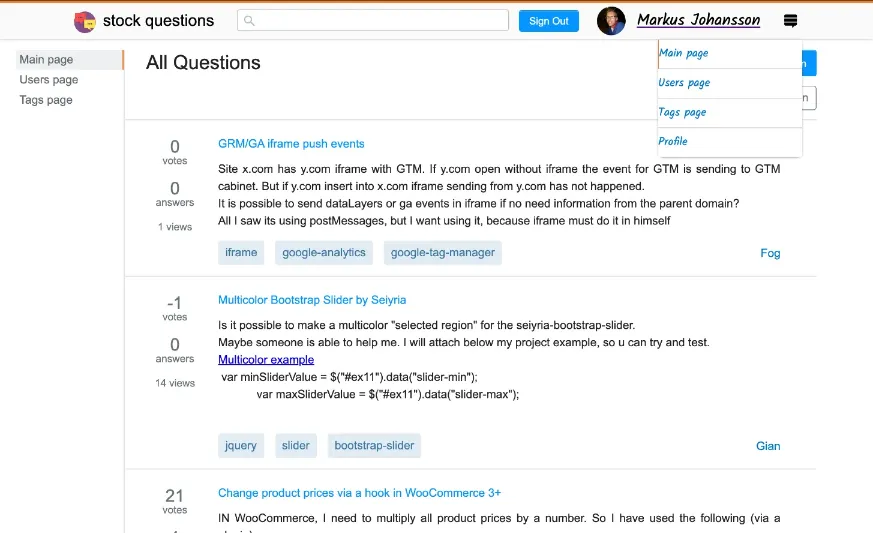 stock questions
Sign Out
Markus Johansson
Main page
Users page
Tags page
Profile
Main page
Users page
Tags page
All Questions
0
votes
0
answers
1 views
GRM/GA iframe push events
Site x.com has y.com iframe with GTM. If y.com open without iframe the event for GTM is sending to GTM
cabinet. But if y.com insert into x.com iframe sending from y.com has not happened.
It is possible to send dataLayers or ga events in iframe if no need information from the parent domain?
All I saw its using postMessages, but I want using it, because iframe must do it in himself
iframe
google-analytics
google-tag-manager
Fog
-1
votes
0
answers
14 views
Multicolor Bootstrap Slider by Seiyria
Is it possible to make a multicolor "selected region" for the seiyria-bootstrap-slider.
Maybe someone is able to help me. I will attach below my project example, so u can try and test.
Multicolor example
var minSliderValue = $("#ex11").data("slider-min");
var maxSliderValue = $("#ex11").data("slider-max");
jquery
slider
bootstrap-slider
Gian
21
votes
Change product prices via a hook in WooCommerce 3+
IN WooCommerce, I need to multiply all product prices by a number. So I have used the following (via a